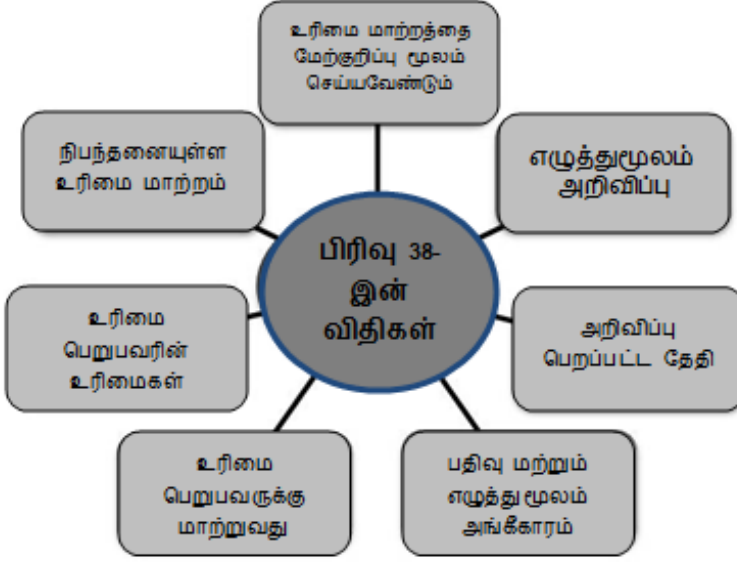 உரிமை மாற்றத்தை
மேற்குறிப்பு மூலம்
செய்யவேண்டும்
எழுத்துமூலம்
அறிவிப்பு
அறிவிப்பு
பெறப்பட்ட தேதி
பதிவு மற்றும்
எழுத்து மூலம்
அங்கீகாரம்
உரிமை
பெறுபவருக்கு
மாற்றுவது
உரிமை
பெறுபவரின்
உரிமைகள்
நிபந்தனையுள்ள
உரிமை மாற்றம்
பிரிவு 38-
இன்
விதிகள்